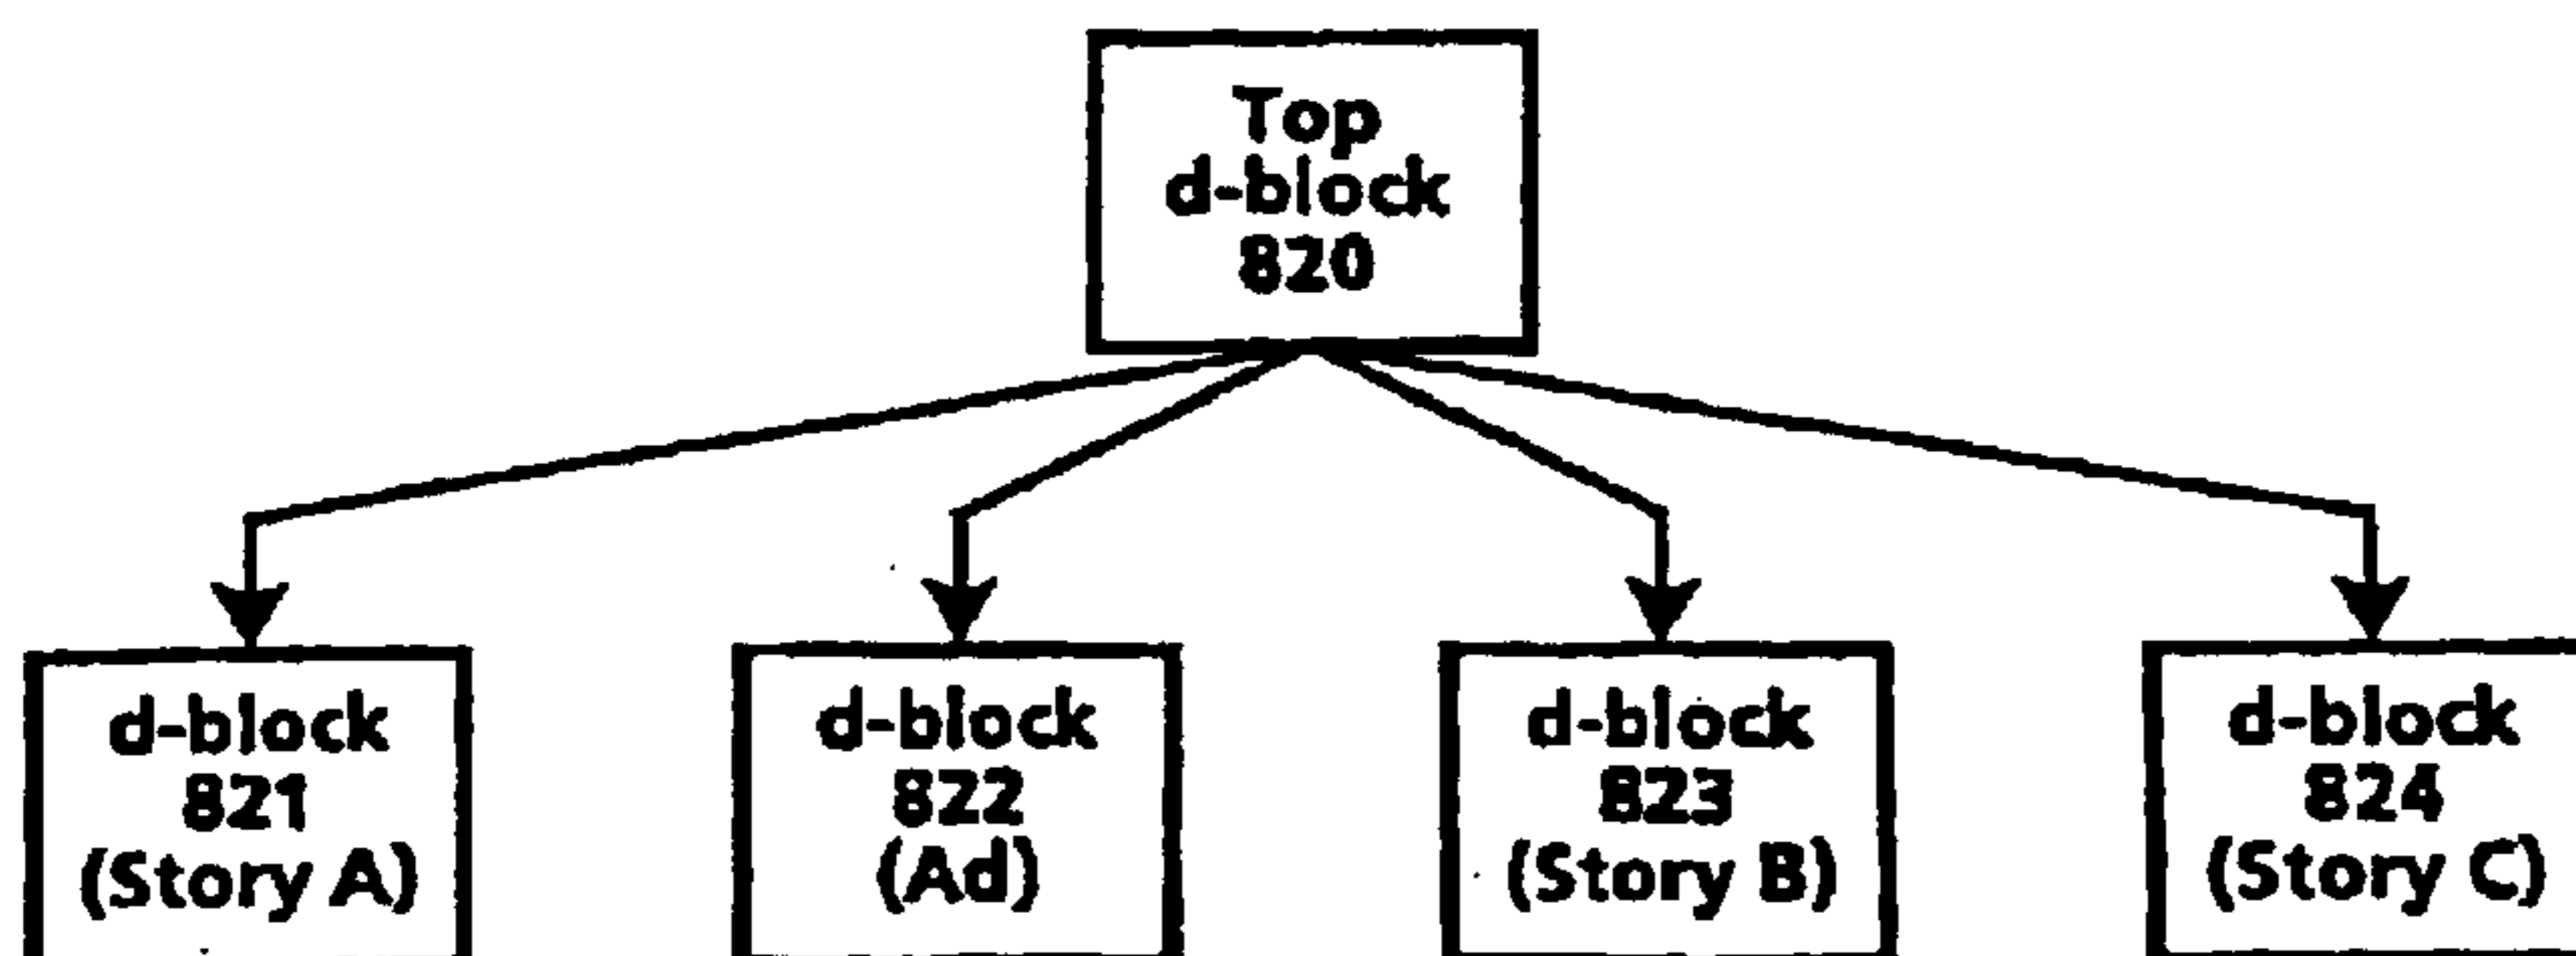 Top
d-block
820
d-block
821
(Story A)
d-block
822
(Ad)
d-block
823
(Story B)
d-block
824
(Story C)